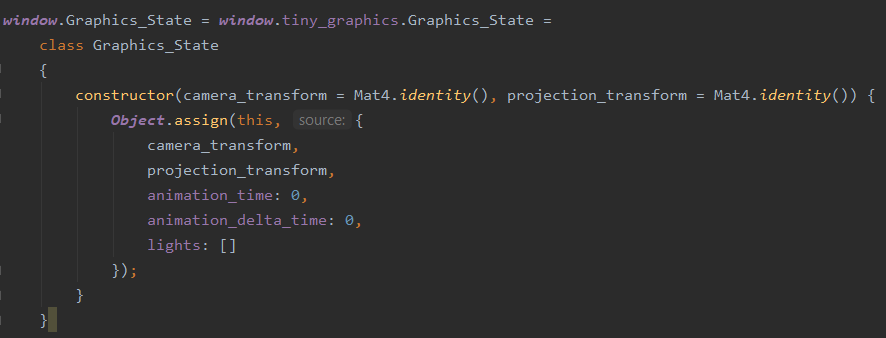 window.Graphics_State = window.tiny_graphics.Graphics_State =
    class Graphics_State
    {
        constructor(camera_transform = Mat4.identity(), projection_transform = Mat4.identity()) {
            Object.assign(this, source: {
                camera_transform,
                projection_transform,
                animation_time: 0,
                animation_delta_time: 0,
                lights: []
            });
        }
    }